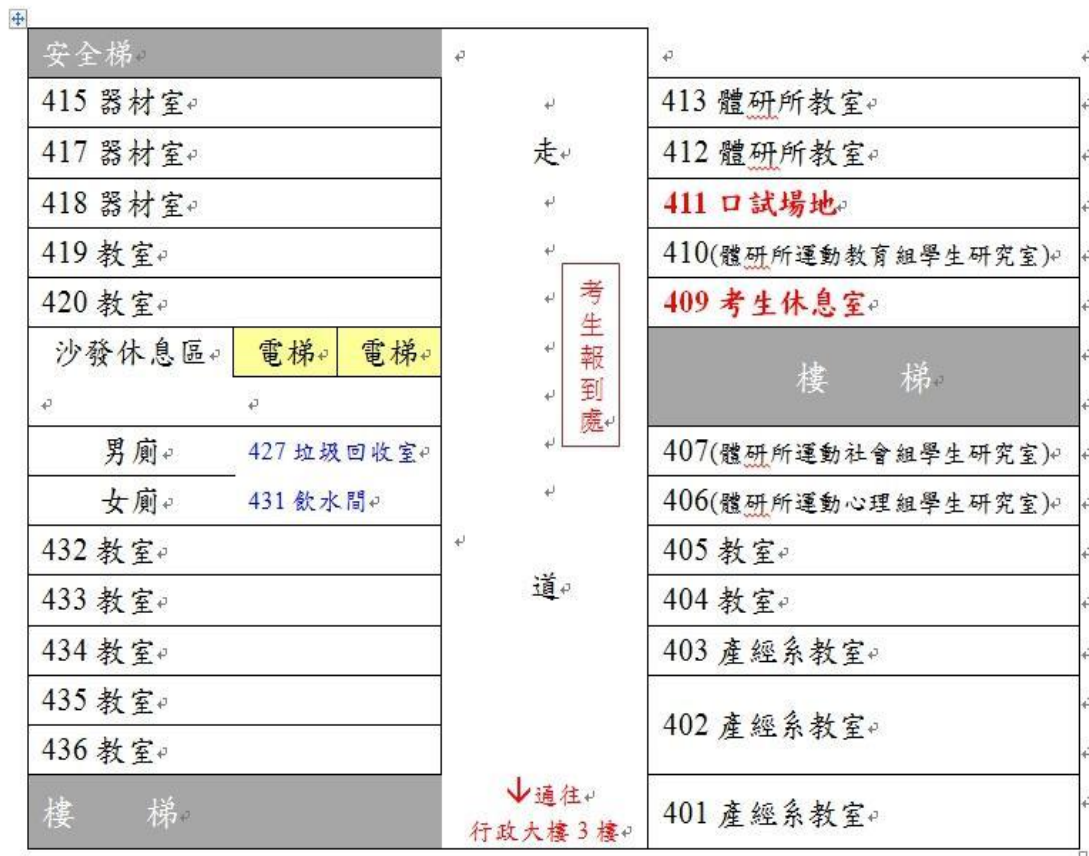 安全梯
415 器材室
417 器材室
418 器材室
419 教室
420 教室
沙發休息區 電梯 電梯
男廁 427 垃圾回收室
女廁 431 飲水間
432 教室
433 教室
434 教室
435 教室
436 教室
樓 梯
走
道
考生報到處
↓通往
行政大樓 3 樓
413 體研所教室
412 體研所教室
411 口試場地
410(體研所運動教育組學生研究室)
409 考生休息室
樓 梯
407(體研所運動社會組學生研究室)
406(體研所運動心理組學生研究室)
405 教室
404 教室
403 產經系教室
402 產經系教室
401 產經系教室